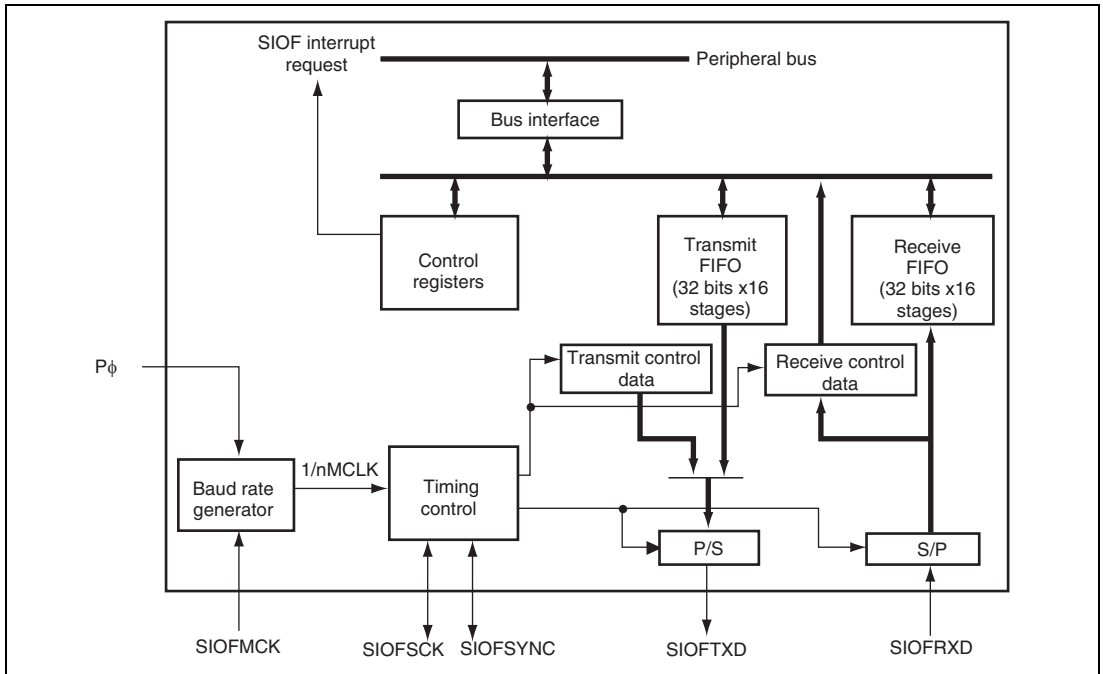 SIOF interrupt
request
Peripheral bus
Bus interface
Control
registers
Transmit
FIFO
(32 bits x16
stages)
Receive
FIFO
(32 bits x16
stages)
Transmit control
data
Receive control
data
Pϕ
Baud rate
generator
1/nMCLK
Timing
control
P/S
S/P
SIOFMCK
SIOFSCK
SIOFSYNC
SIOFTXD
SIOFRXD